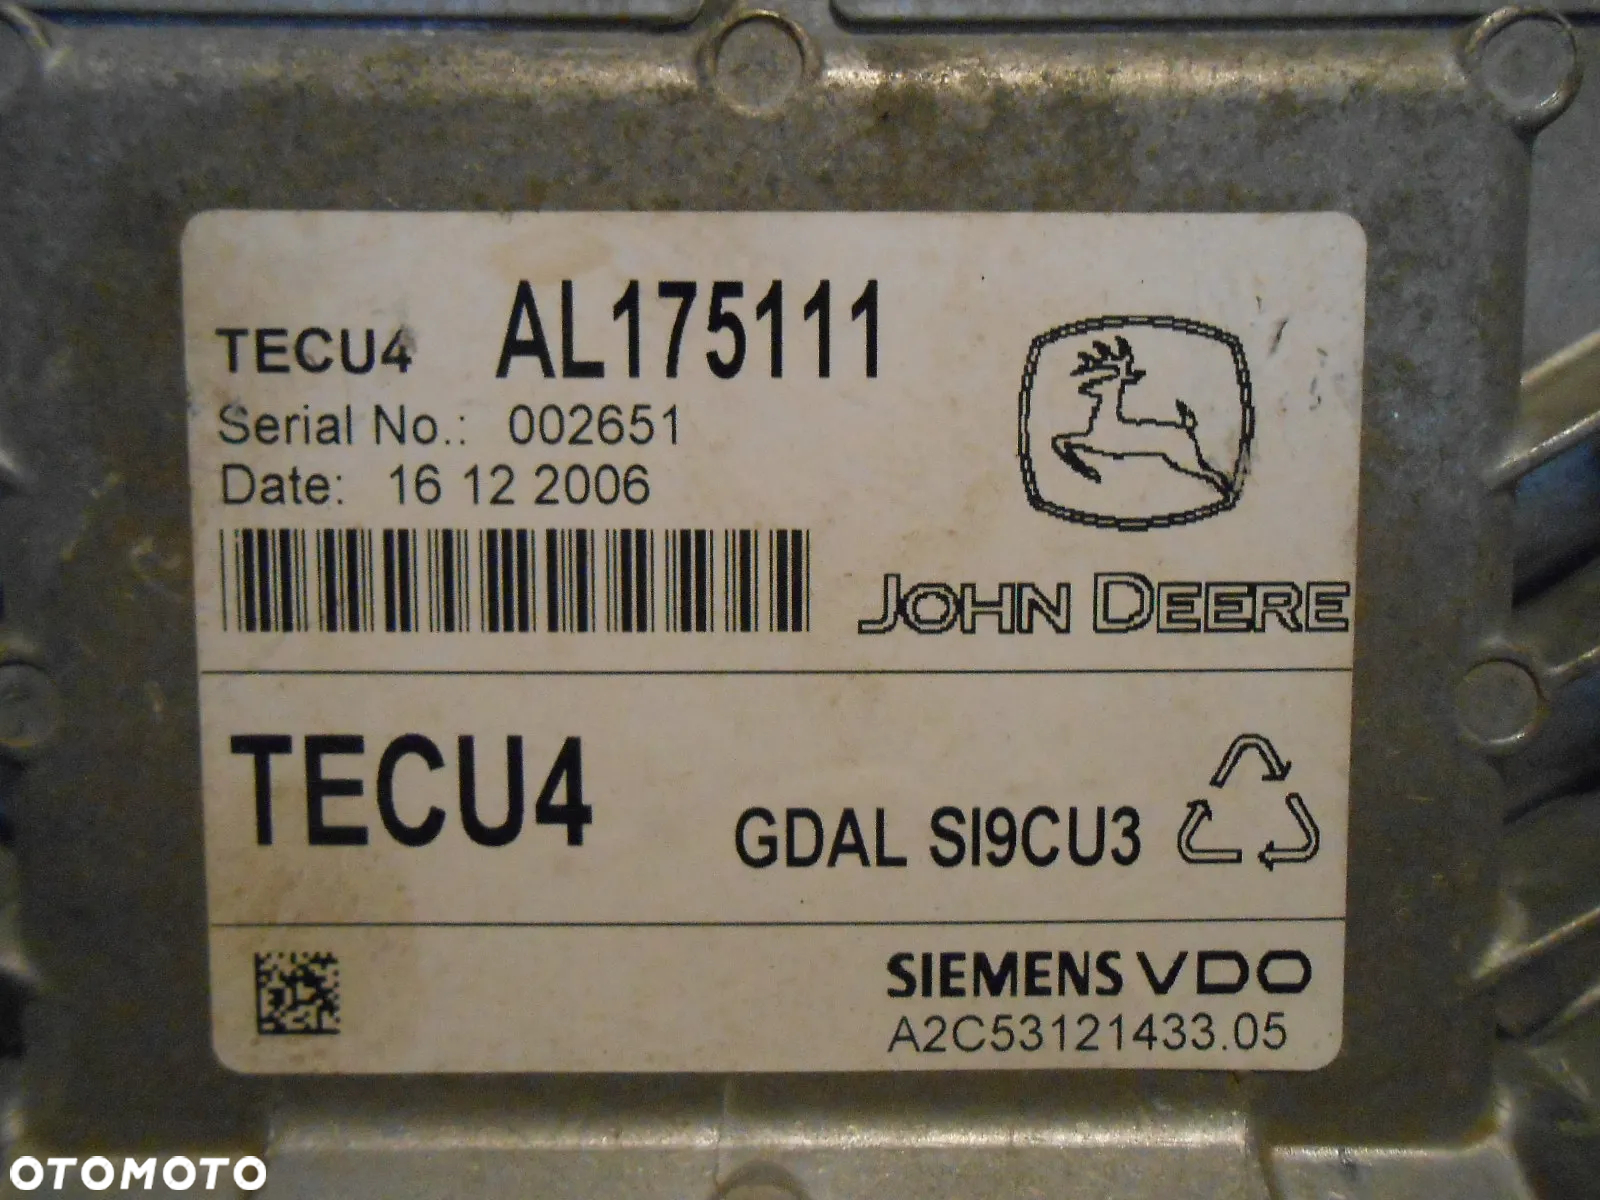 TECU4 AL175111
Serial No.: 002651
Date: 16 12 2006
JOHN DEERE
TECU4
GDAL SI9CU3
SIEMENS VDO
A2C53121433.05
OTOMOTO